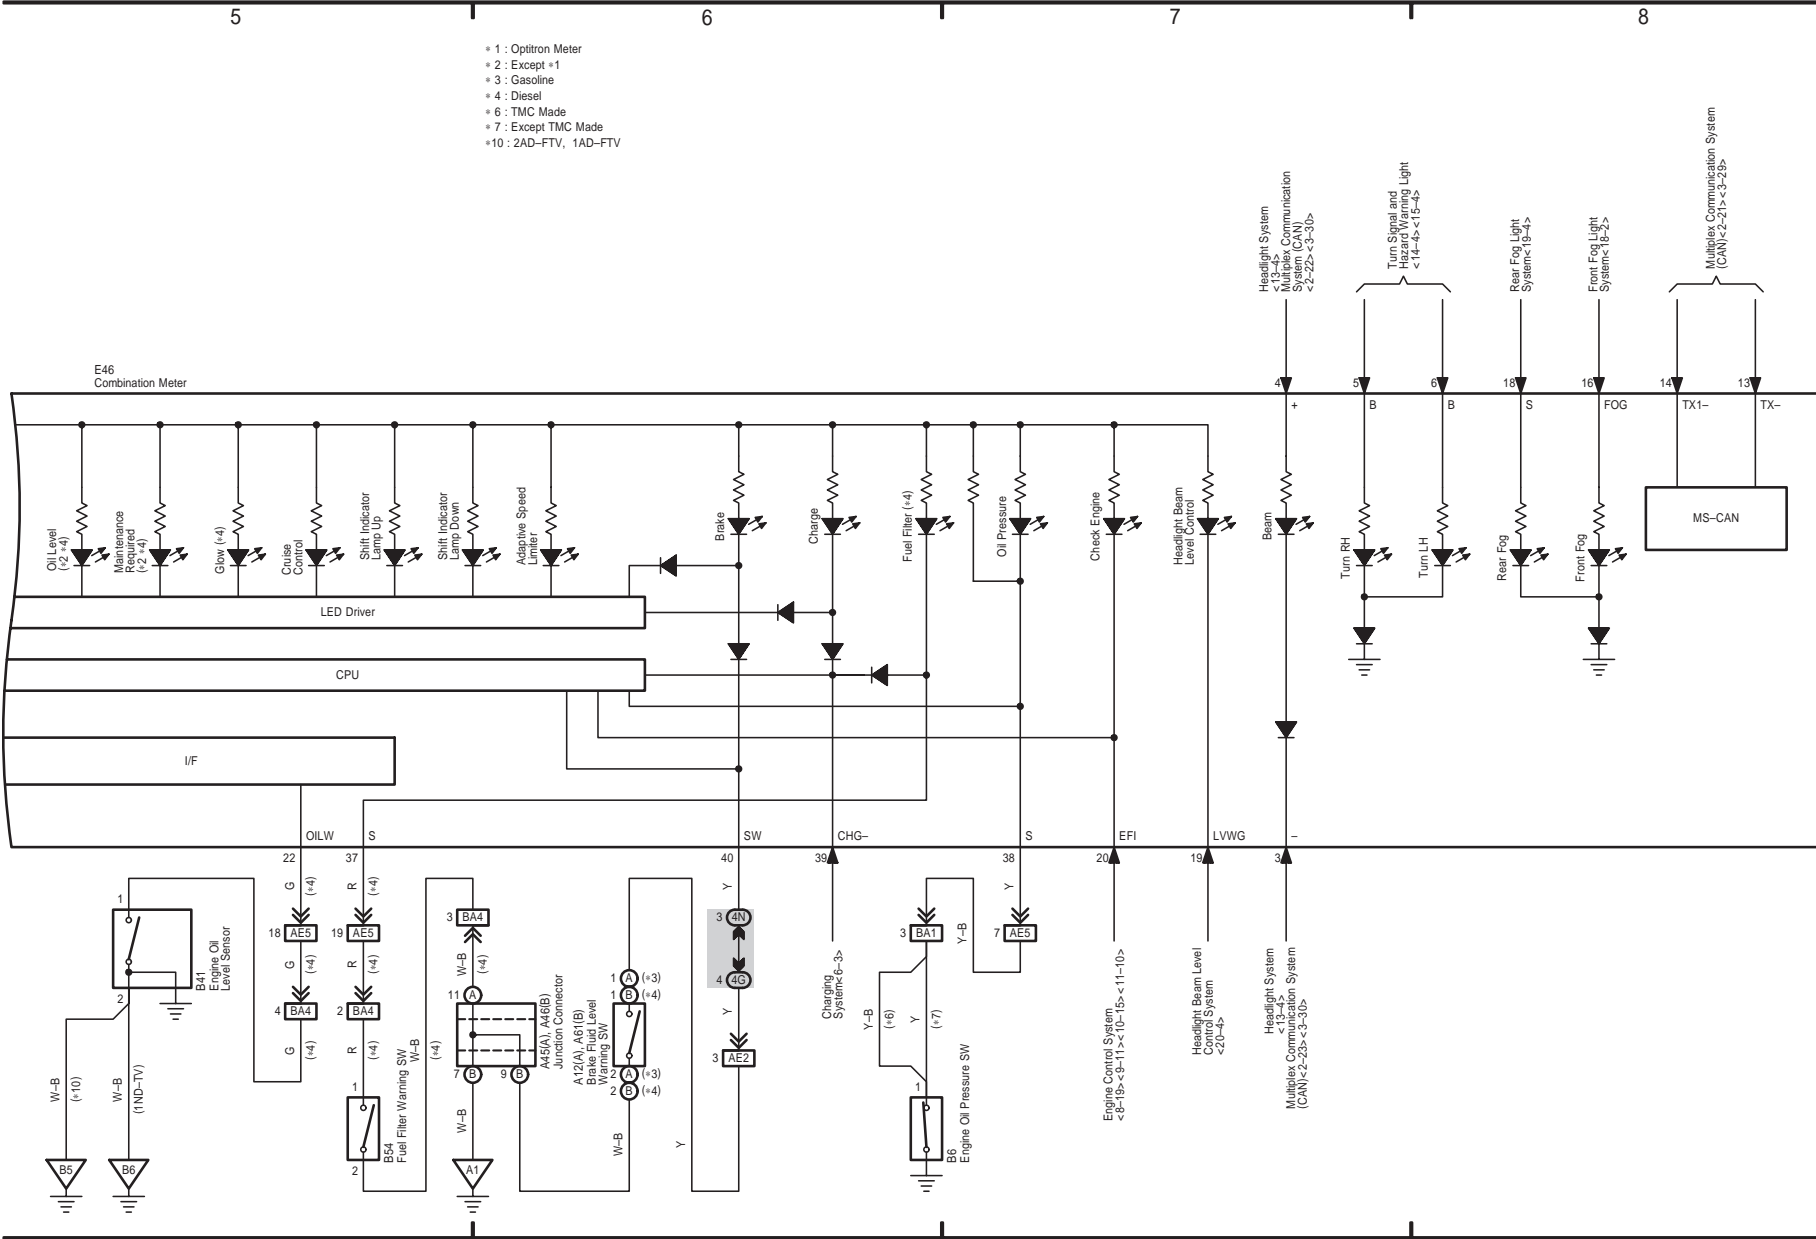 5
6
7
8
* 1 : Optitron Meter
* 2 : Except *1
* 3 : Gasoline
* 4 : Diesel
* 6 : TMC Made
* 7 : Except TMC Made
*10 : 2AD–FTV, 1AD–FTV
Headlight System
<13–4>
Multiplex Communication
System (CAN)
<2–22><3–30>
Turn Signal and
Hazard Warning Light
<14–4><15–4>
Rear Fog Light
System<19–4>
Front Fog Light
System<18–2>
Multiplex Communication System
(CAN)<2–21><3–29>
E46
Combination Meter
4
5
6
18
16
14
13
+
B
B
S
FOG
TX1–
TX–
Oil Level
(*2 *4)
Maintenance
Required
(*2 *4)
Glow (*4)
Cruise
Control
Shift Indicator
Lamp Up
Shift Indicator
Lamp Down
Adaptive Speed
Limiter
Brake
Charge
Fuel Filter (*4)
Oil Pressure
Check Engine
Headlight Beam
Level Control
Beam
Turn RH
Turn LH
Rear Fog
Front Fog
MS–CAN
LED Driver
CPU
I/F
OILW
S
SW
CHG–
S
EFI
LVWG
–
22
37
40
39
38
20
19
3
G
(*4)
R
(*4)
Y
Y
1
18 AE5
19 AE5
3 BA4
3 4N
3 BA1
Y–B
7 AE5
G
(*4)
R
(*4)
W–B
(*4)
4 4G
1 A (*3)
1 B (*4)
B41
Engine Oil
Level Sensor
2
4 BA4
2 BA4
11 A
A45(A), A46(B)
Junction Connector
A12(A), A61(B)
Brake Fluid Level
Warning SW
Y
Charging
System<6–3>
Y–B
(*6)
Y
(*7)
G
(*4)
R
(*4)
W–B
(*4)
3 AE2
7 B
9 B
2 A (*3)
2 B (*4)
W–B
(*10)
W–B
(1ND–TV)
1
B54
Fuel Filter Warning SW
2
W–B
W–B
Y
1
B6
Engine Oil Pressure SW
Engine Control System
<8–19><9–11><10–15><11–10>
Headlight Beam Level
Control System
<20–4>
Headlight System
<13–4>
Multiplex Communication System
(CAN)<2–23><3–30>
B5
B6
A1